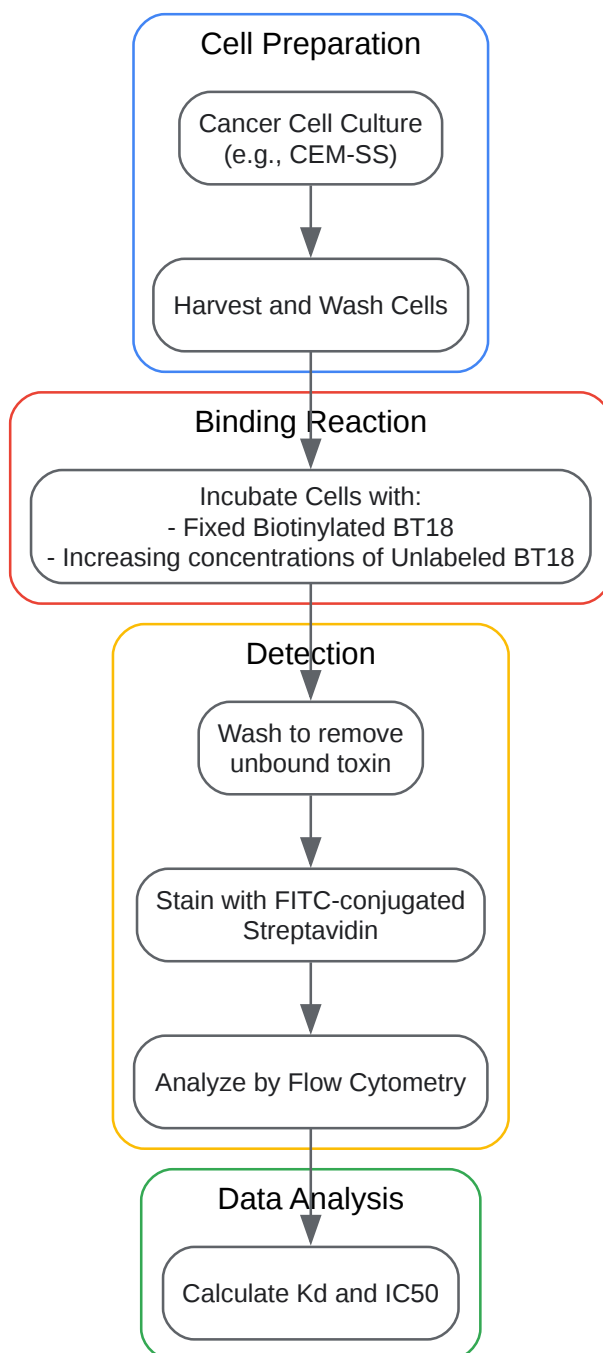 Cell Preparation
Cancer Cell Culture
(e.g., CEM-SS)
Harvest and Wash Cells
Binding Reaction
Incubate Cells with:
- Fixed Biotinylated BT18
- Increasing concentrations of Unlabeled BT18
Detection
Wash to remove
unbound toxin
Stain with FITC-conjugated
Streptavidin
Analyze by Flow Cytometry
Data Analysis
Calculate Kd and IC50